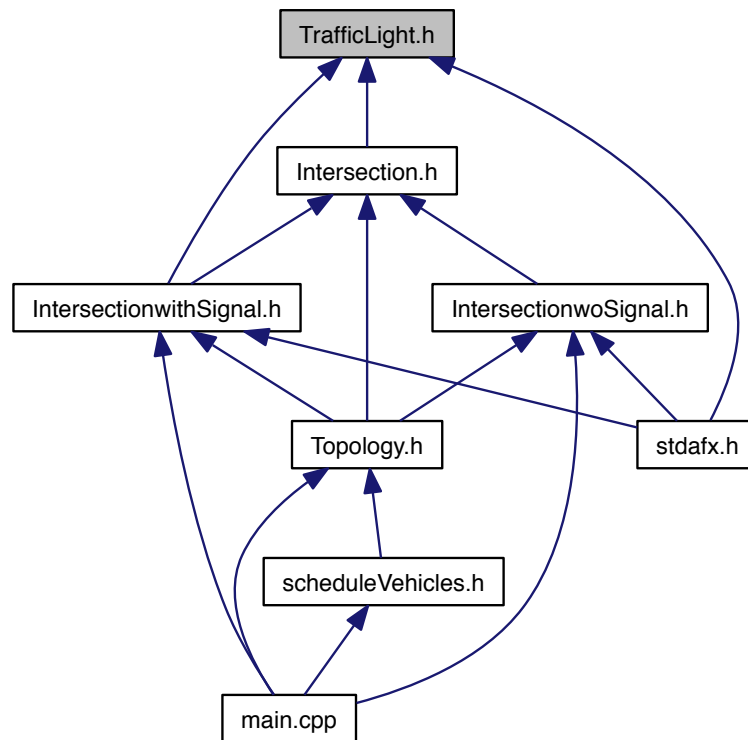 TrafficLight.h
Intersection.h
IntersectionwithSignal.h
IntersectionwoSignal.h
Topology.h
stdafx.h
scheduleVehicles.h
main.cpp